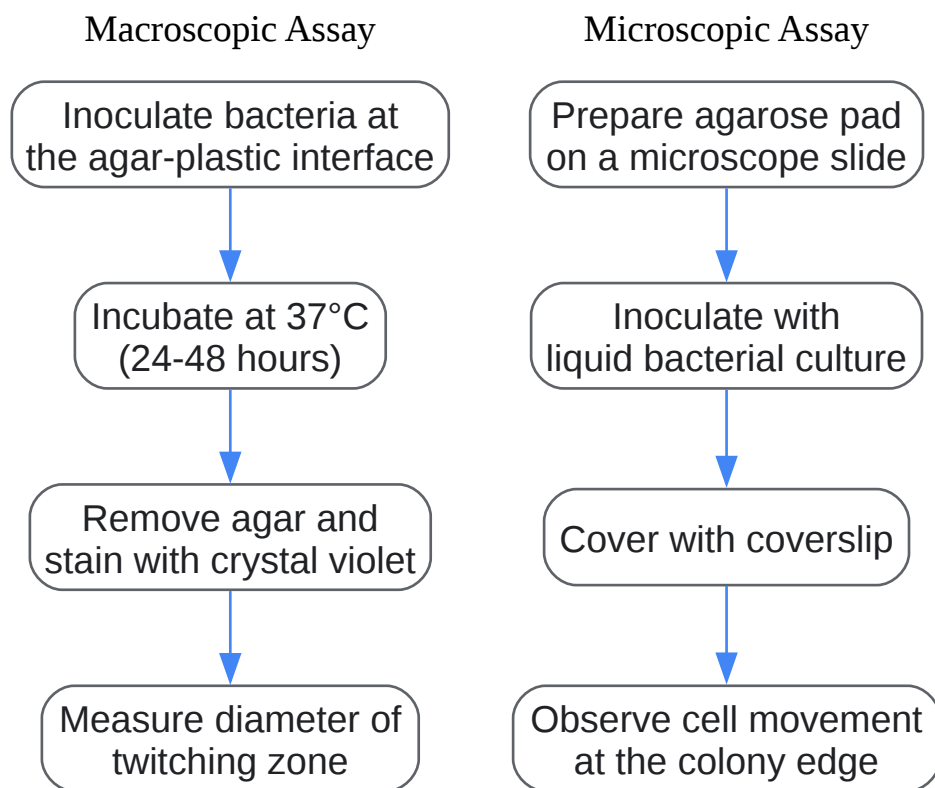 Macroscopic Assay
Inoculate bacteria at
the agar-plastic interface
Incubate at 37°C
(24-48 hours)
Remove agar and
stain with crystal violet
Measure diameter of
twitching zone
Microscopic Assay
Prepare agarose pad
on a microscope slide
Inoculate with
liquid bacterial culture
Cover with coverslip
Observe cell movement
at the colony edge